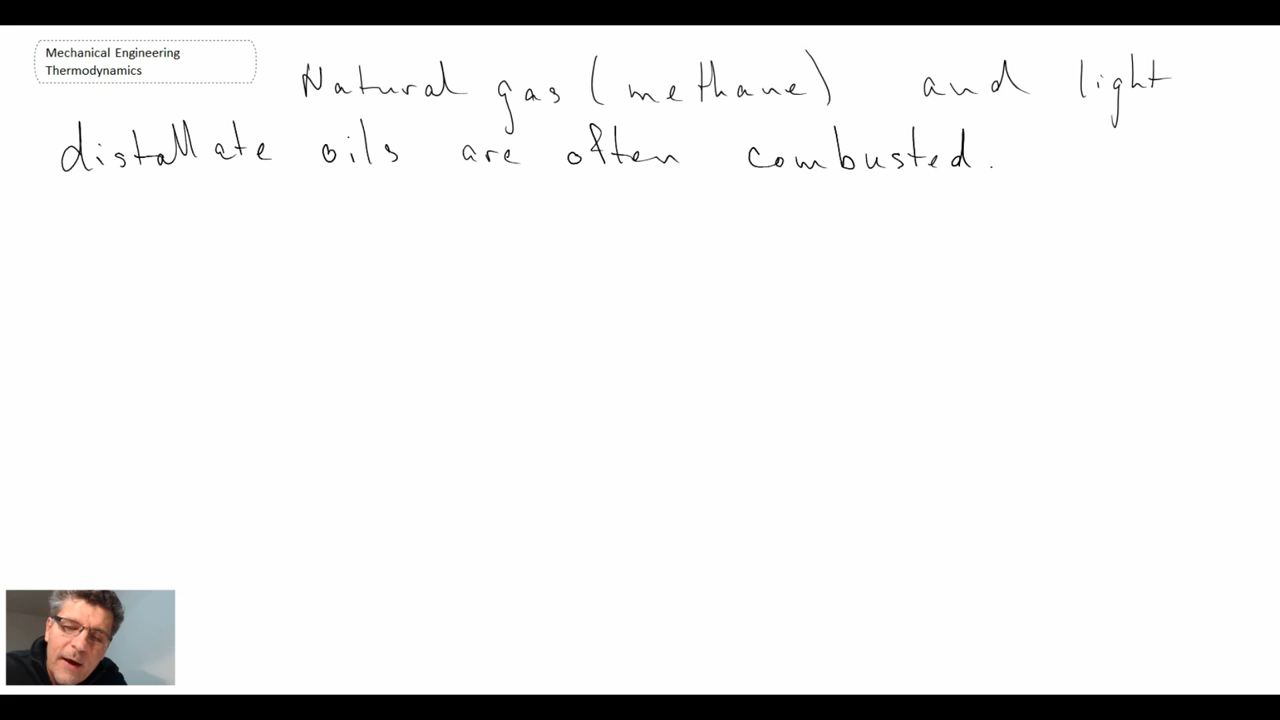 Mechanical Engineering
Thermodynamics
Natural gas (methane) and light
distallate oils are often combusted.